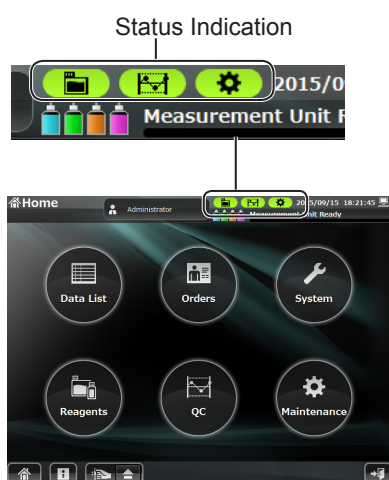 Status Indication
2015/0
Measurement Unit R
Home
Administrator
2015/09/15 18:21:45
Measurement Unit Ready
Data List
Orders
System
Reagents
QC
Maintenance